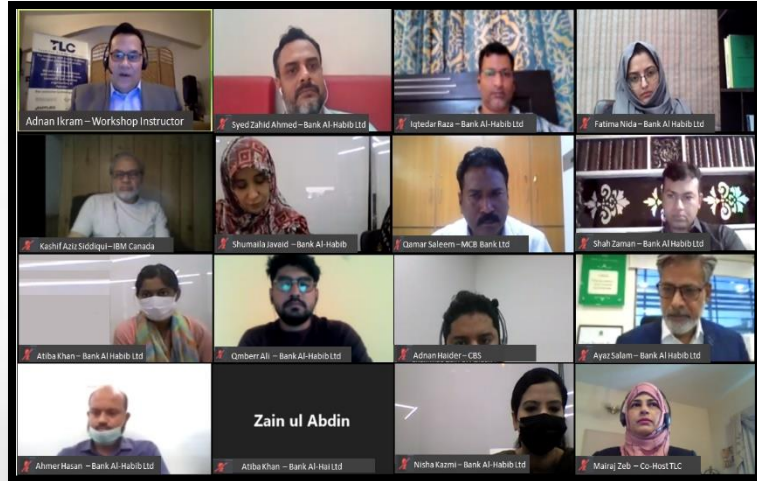 TLC
Adnan Ikram – Workshop Instructor
Syed Zahid Ahmed – Bank Al-Habib Ltd
Iqtedar Raza – Bank Al-Habib Ltd
Fatima Nida – Bank Al-Habib Ltd
Kashif Aziz Siddiqui – IBM Canada
Shumaila Javaid – Bank Al-Habib
Qamar Saleem – MCB Bank Ltd
Shah Zaman – Bank Al-Habib Ltd
Atiba Khan – Bank Al Habib Ltd
Qmberr Ali – Bank Al-Habib Ltd
Adnan Haider – CBS
Ayaz Salam – Bank Al Habib Ltd
Ahmer Hasan – Bank Al-Habib Ltd
Zain ul Abdin
Atiba Khan – Bank Al-Hai Ltd
Nisha Kazmi – Bank Al-Habib Ltd
Mairaj Zeb – Co-Host TLC